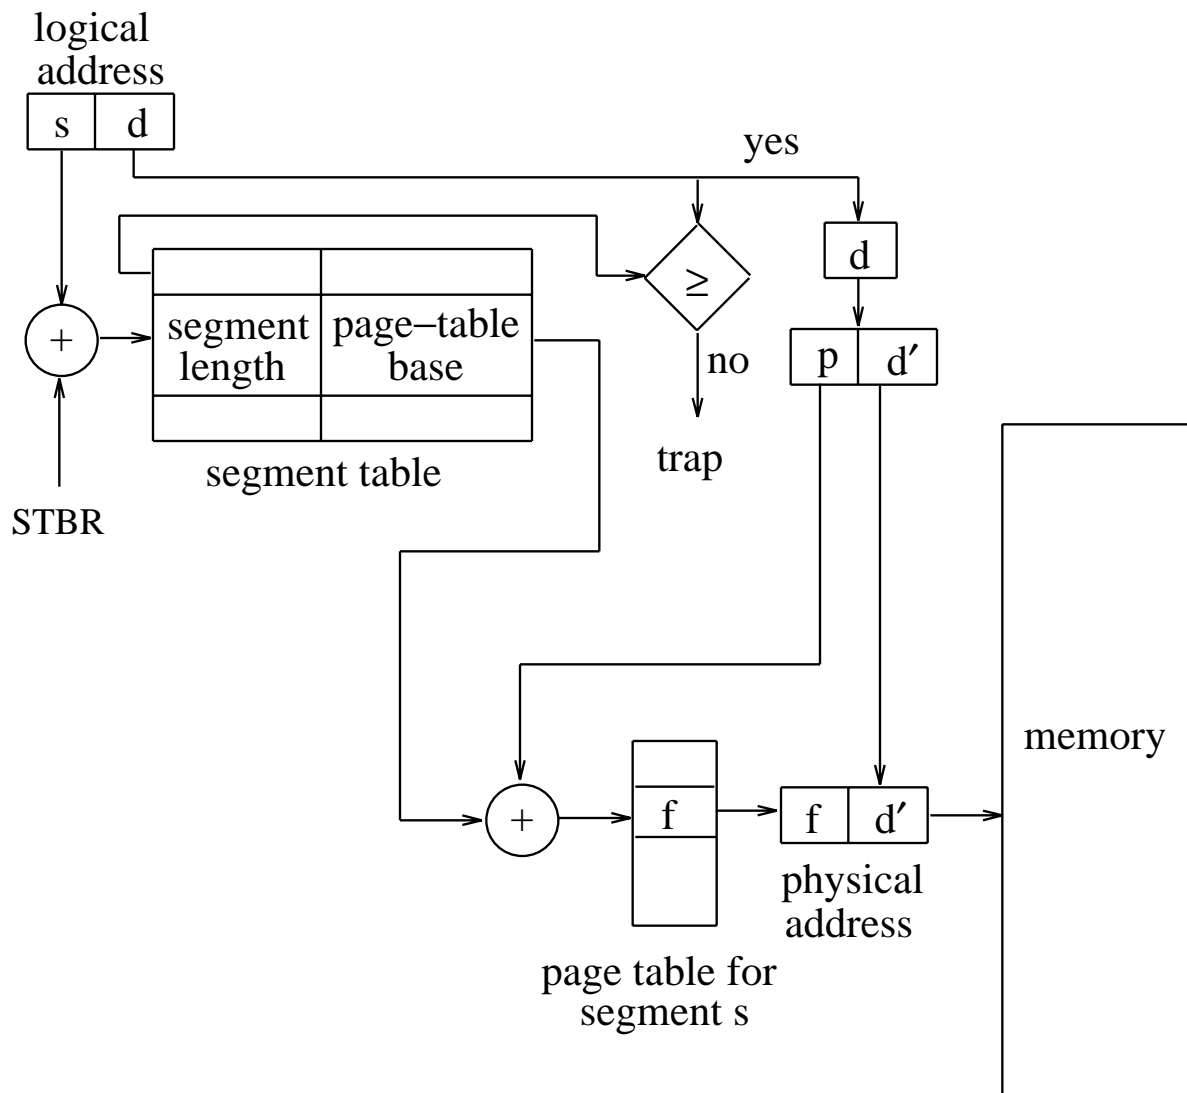 logical
address
s d
yes
d
≥
+
segment
length
page–table
base
no
p d′
segment table
trap
STBR
memory
+
f
f d′
physical
address
page table for
segment s